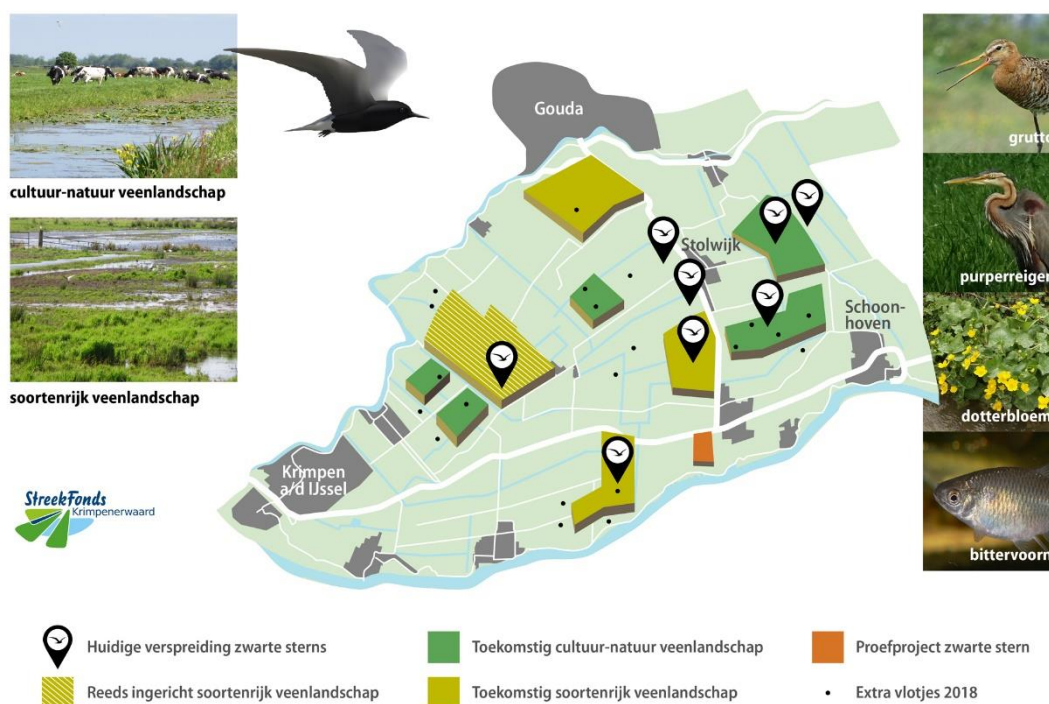 cultuur-natuur veenlandschap
soortenrijk veenlandschap
StreekFonds
Krimpenerwaard
Gouda
Stolwijk
Schoon-
hoven
Krimpen
a/d IJssel
grutto
purperreiger
dotterbloem
bittervoorn
Huidige verspreiding zwarte sterns
Reeds ingericht soortenrijk veenlandschap
Toekomstig cultuur-natuur veenlandschap
Toekomstig soortenrijk veenlandschap
Proefproject zwarte stern
Extra vlotjes 2018